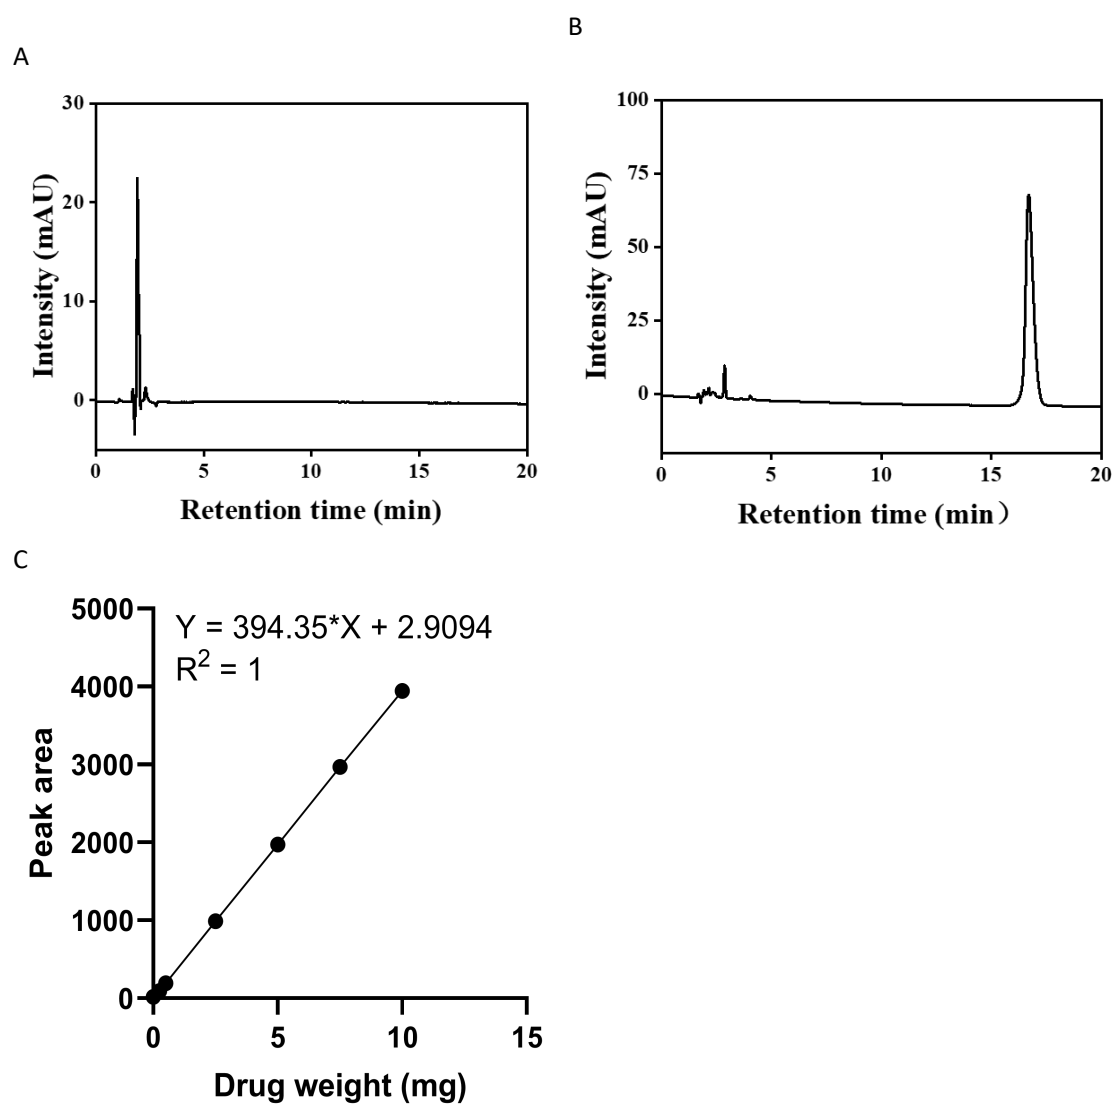 A
30
20
10
0
0 5 10 15 20
Intensity (mAU)
Retention time (min)
B
100
75
50
25
0
0 5 10 15 20
Intensity (mAU)
Retention time (min）
C
5000
4000
3000
2000
1000
0
0 5 10 15
Y = 394.35*X + 2.9094
R² = 1
Peak area
Drug weight (mg)